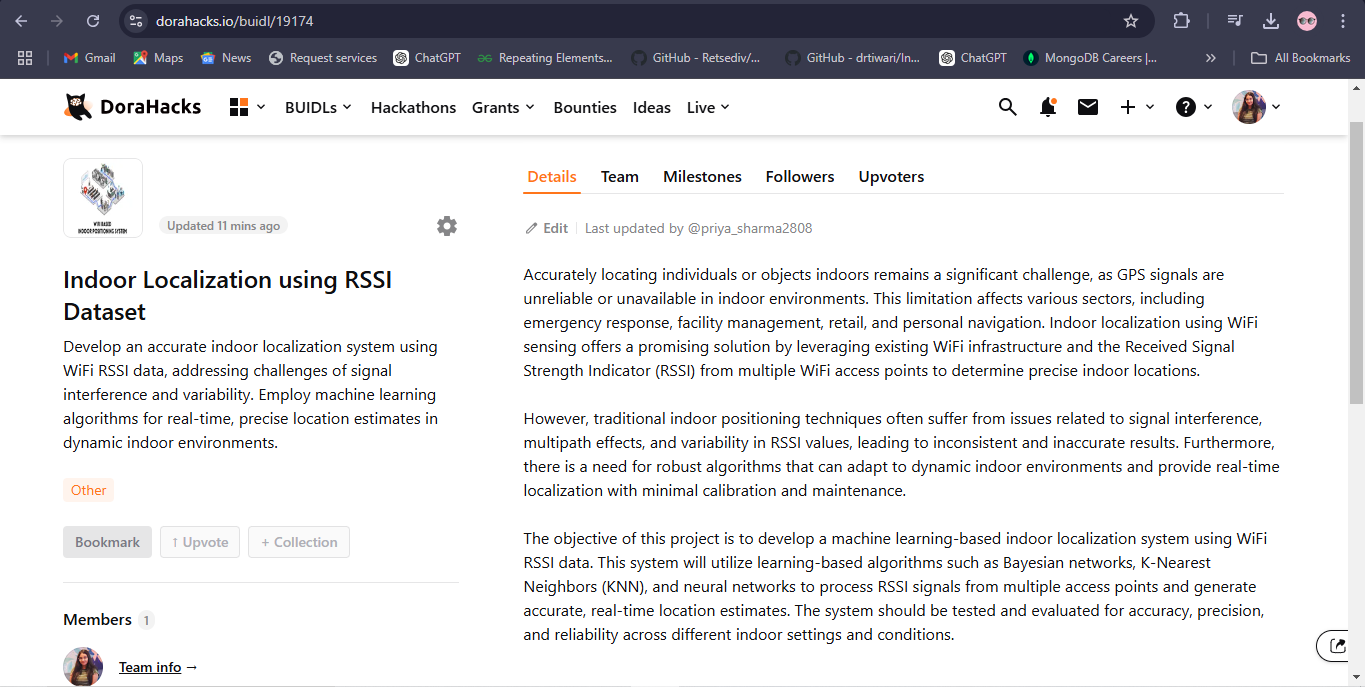 dorahacks.io/buidl/19174
Gmail
Maps
News
Request services
ChatGPT
Repeating Elements...
GitHub - Retsediv/...
GitHub - drtiwari/In...
ChatGPT
MongoDB Careers |...
»
All Bookmarks
DoraHacks
BUIDLs
Hackathons
Grants
Bounties
Ideas
Live
WIFI BASED
INDOOR POSITIONING SYSTEM
Updated 11 mins ago
Indoor Localization using RSSI
Dataset
Develop an accurate indoor localization system using
WiFi RSSI data, addressing challenges of signal
interference and variability. Employ machine learning
algorithms for real-time, precise location estimates in
dynamic indoor environments.
Other
Bookmark
↑ Upvote
+ Collection
Members 1
Team info →
Details
Team
Milestones
Followers
Upvoters
Edit
Last updated by @priya_sharma2808
Accurately locating individuals or objects indoors remains a significant challenge, as GPS signals are
unreliable or unavailable in indoor environments. This limitation affects various sectors, including
emergency response, facility management, retail, and personal navigation. Indoor localization using WiFi
sensing offers a promising solution by leveraging existing WiFi infrastructure and the Received Signal
Strength Indicator (RSSI) from multiple WiFi access points to determine precise indoor locations.
However, traditional indoor positioning techniques often suffer from issues related to signal interference,
multipath effects, and variability in RSSI values, leading to inconsistent and inaccurate results. Furthermore,
there is a need for robust algorithms that can adapt to dynamic indoor environments and provide real-time
localization with minimal calibration and maintenance.
The objective of this project is to develop a machine learning-based indoor localization system using WiFi
RSSI data. This system will utilize learning-based algorithms such as Bayesian networks, K-Nearest
Neighbors (KNN), and neural networks to process RSSI signals from multiple access points and generate
accurate, real-time location estimates. The system should be tested and evaluated for accuracy, precision,
and reliability across different indoor settings and conditions.